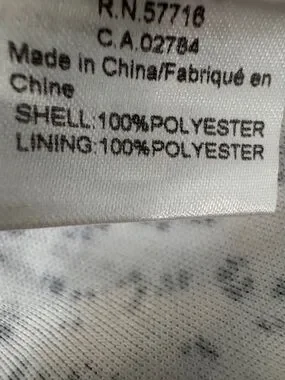 R.N.57716
C.A.02784
Made in China/Fabriqué en
Chine
SHELL:100%POLYESTER
LINING:100%POLYESTER